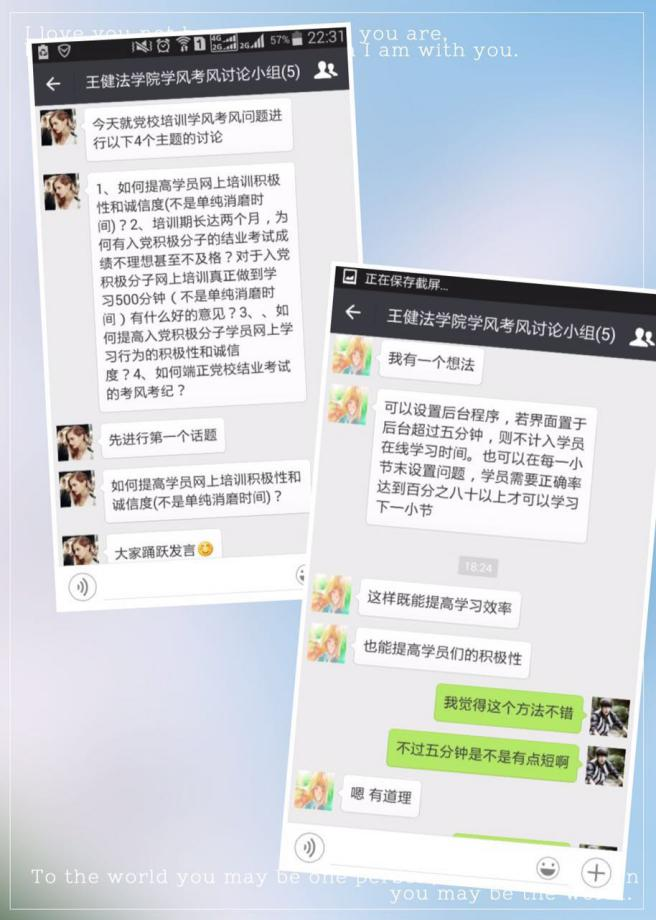 I love you not
you are,
I am with you.
57% 22:31
王健法学院学风考风讨论小组(5)
今天就党校培训学风考风问题进
行以下4个主题的讨论
1、如何提高学员网上培训积极
性和诚信度(不是单纯消磨时
间)？2、培训期长达两个月，为
何有入党积极分子的结业考试成
绩不理想甚至不及格？对于入党
积极分子网上培训真正做到学
习500分钟（不是单纯消磨时
间）有什么好的意见？3、、如
何提高入党积极分子学员网上学
习行为的积极性和诚信
度？4、如何端正党校结业考试
的考风考纪？
先进行第一个话题
如何提高学员网上培训积极性和
诚信度(不是单纯消磨时间)？
大家踊跃发言
正在保存截屏...
王健法学院学风考风讨论小组(5)
我有一个想法
可以设置后台程序，若界面置于
后台超过五分钟，则不计入学员
在线学习时间。也可以在每一小
节末设置问题，学员需要正确率
达到百分之八十以上才可以学习
下一小节
18:24
这样既能提高学习效率
也能提高学员们的积极性
我觉得这个方法不错
不过五分钟是不是有点短啊
嗯 有道理
To the world you may be one
you may be the